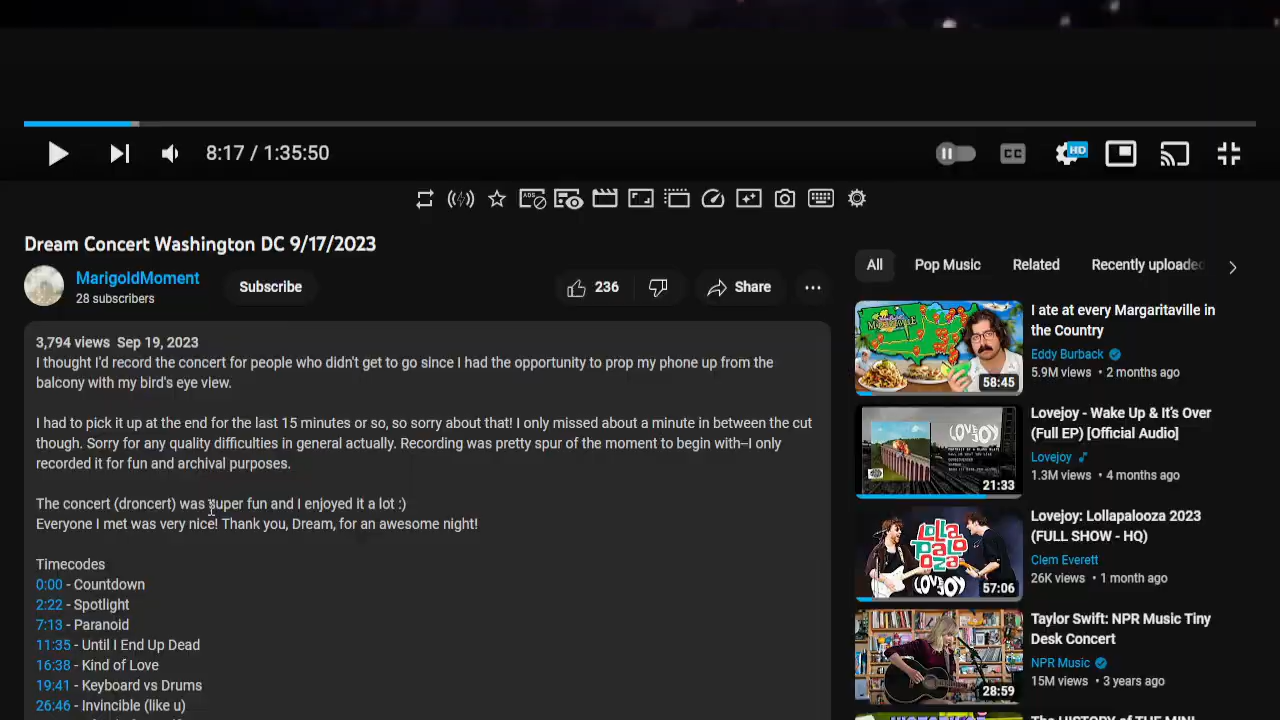 8:17 / 1:35:50
HD
CC
ADS
Dream Concert Washington DC 9/17/2023
MarigoldMoment
28 subscribers
Subscribe
236
Share
3,794 views Sep 19, 2023
I thought I'd record the concert for people who didn't get to go since I had the opportunity to prop my phone up from the
balcony with my bird's eye view.
I had to pick it up at the end for the last 15 minutes or so, so sorry about that! I only missed about a minute in between the cut
though. Sorry for any quality difficulties in general actually. Recording was pretty spur of the moment to begin with--I only
recorded it for fun and archival purposes.
The concert (droncert) was super fun and I enjoyed it a lot :)
Everyone I met was very nice! Thank you, Dream, for an awesome night!
Timecodes
0:00 - Countdown
2:22 - Spotlight
7:13 - Paranoid
11:35 - Until I End Up Dead
16:38 - Kind of Love
19:41 - Keyboard vs Drums
26:46 - Invincible (like u)
All
Pop Music
Related
Recently uploaded
58:45
I ate at every Margaritaville in
the Country
Eddy Burback
5.9M views • 2 months ago
LOVEJOY
21:33
Lovejoy - Wake Up & It's Over
(Full EP) [Official Audio]
Lovejoy
1.3M views • 4 months ago
LOLLAPALOOZA
LOVEJOY
57:06
Lovejoy: Lollapalooza 2023
(FULL SHOW - HQ)
Clem Everett
26K views • 1 month ago
28:59
Taylor Swift: NPR Music Tiny
Desk Concert
NPR Music
15M views • 3 years ago
The HISTORY of THE MINI